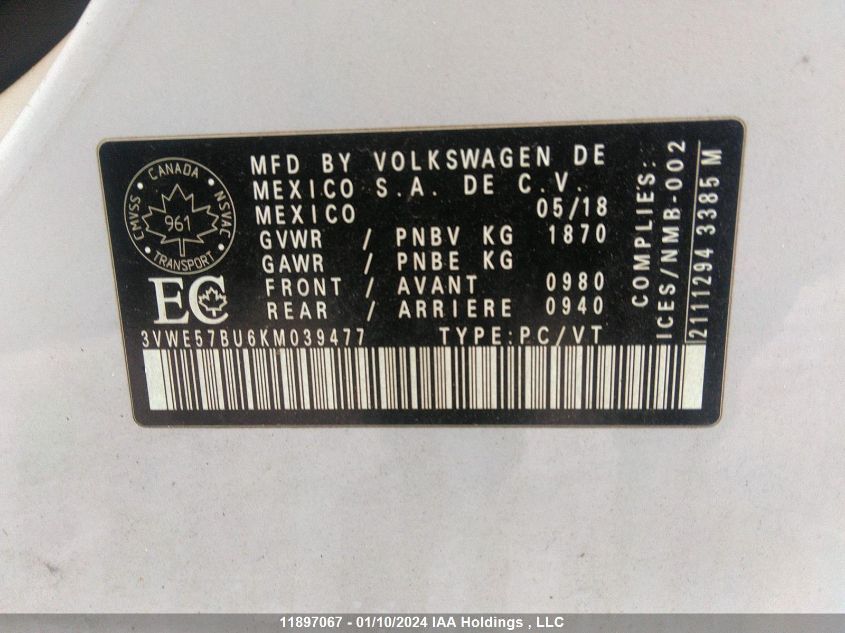 CANADA
CMVSS
NSVAC
961
TRANSPORT
EC
MFD BY VOLKSWAGEN DE
MEXICO S.A. DE C.V.
MEXICO 05/18
GVWR / PNBV KG 1870
GAWR / PNBE KG
FRONT / AVANT 0980
REAR / ARRIERE 0940
3VWE57BU6KM039477 TYPE:PC/VT
COMPLIES:
ICES/NMB-002
2111294 3385 M
11897067 - 01/10/2024 IAA Holdings , LLC